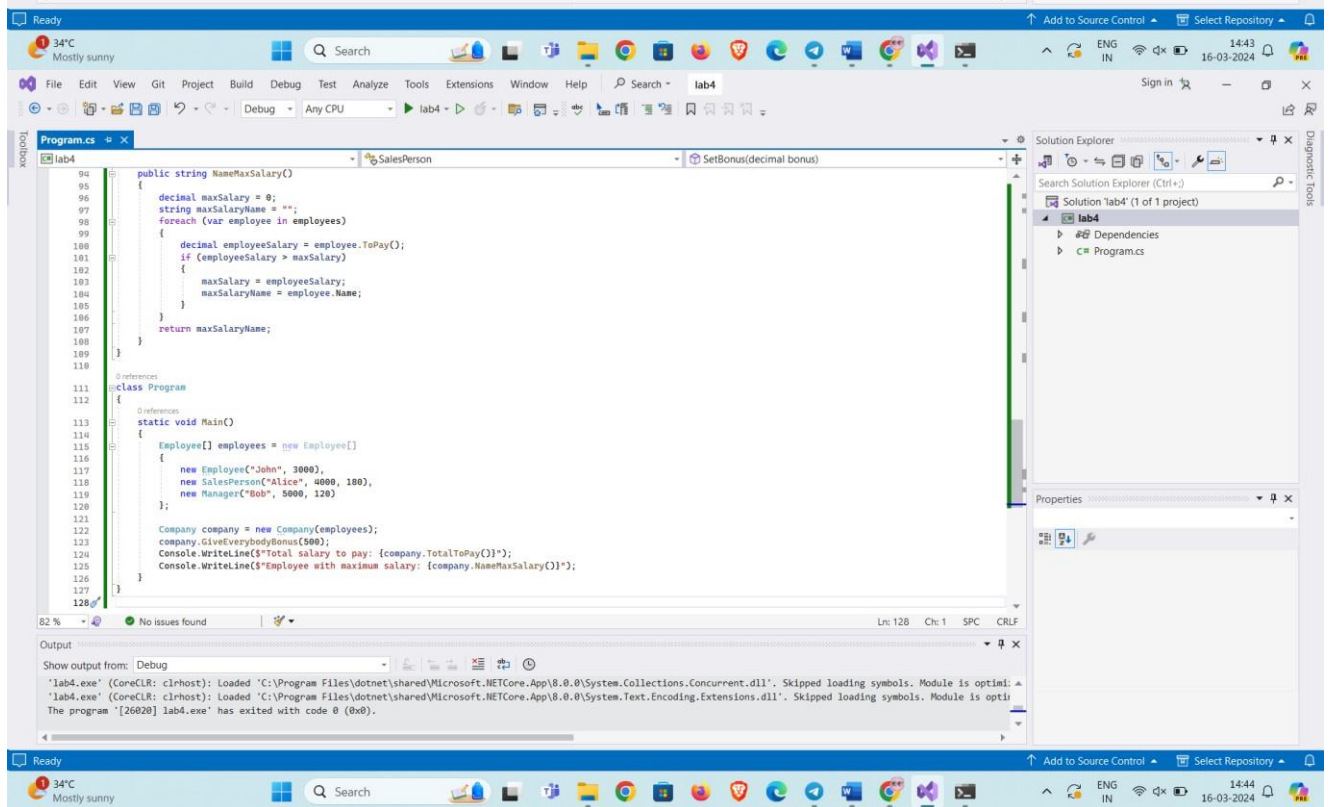 Ready
Add to Source Control
Select Repository
34°C
Mostly sunny
Search
ENG
IN
14:43
16-03-2024
File Edit View Git Project Build Debug Test Analyze Tools Extensions Window Help Search lab4
Sign in
Debug Any CPU lab4
Toolbox
Program.cs
lab4 SalesPerson SetBonus(decimal bonus)
94 public string NameMaxSalary()
95 {
96 decimal maxSalary = 0;
97 string maxSalaryName = "";
98 foreach (var employee in employees)
99 {
100 decimal employeeSalary = employee.ToPay();
101 if (employeeSalary > maxSalary)
102 {
103 maxSalary = employeeSalary;
104 maxSalaryName = employee.Name;
105 }
106 }
107 return maxSalaryName;
108 }
109 }
110
0 references
111 class Program
112 {
0 references
113 static void Main()
114 {
115 Employee[] employees = new Employee[]
116 {
117 new Employee("John", 3000),
118 new SalesPerson("Alice", 4000, 180),
119 new Manager("Bob", 5000, 120)
120 };
121
122 Company company = new Company(employees);
123 company.GiveEverybodyBonus(500);
124 Console.WriteLine($"Total salary to pay: {company.TotalToPay()}");
125 Console.WriteLine($"Employee with maximum salary: {company.NameMaxSalary()}");
126 }
127 }
128
82 % No issues found Ln: 128 Ch: 1 SPC CRLF
Solution Explorer
Search Solution Explorer (Ctrl+;)
Solution 'lab4' (1 of 1 project)
lab4
Dependencies
C# Program.cs
Properties
Diagnostic Tools
Output
Show output from: Debug
'lab4.exe' (CoreCLR: clrhost): Loaded 'C:\Program Files\dotnet\shared\Microsoft.NETCore.App\8.0.0\System.Collections.Concurrent.dll'. Skipped loading symbols. Module is optimi
'lab4.exe' (CoreCLR: clrhost): Loaded 'C:\Program Files\dotnet\shared\Microsoft.NETCore.App\8.0.0\System.Text.Encoding.Extensions.dll'. Skipped loading symbols. Module is opti
The program '[26020] lab4.exe' has exited with code 0 (0x0).
Ready
Add to Source Control
Select Repository
34°C
Mostly sunny
Search
ENG
IN
14:44
16-03-2024